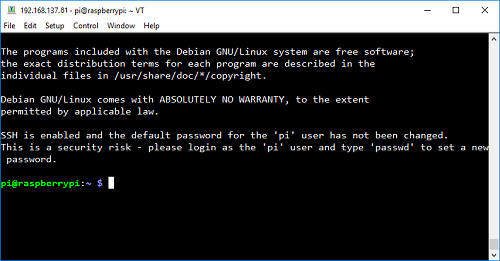 192.168.137.81 - pi@raspberrypi: ~ VT
File Edit Setup Control Window Help
The programs included with the Debian GNU/Linux system are free software;
the exact distribution terms for each program are described in the
individual files in /usr/share/doc/*/copyright.
Debian GNU/Linux comes with ABSOLUTELY NO WARRANTY, to the extent
permitted by applicable law.
SSH is enabled and the default password for the 'pi' user has not been changed.
This is a security risk - please login as the 'pi' user and type 'passwd' to set a new
password.
pi@raspberrypi:~ $